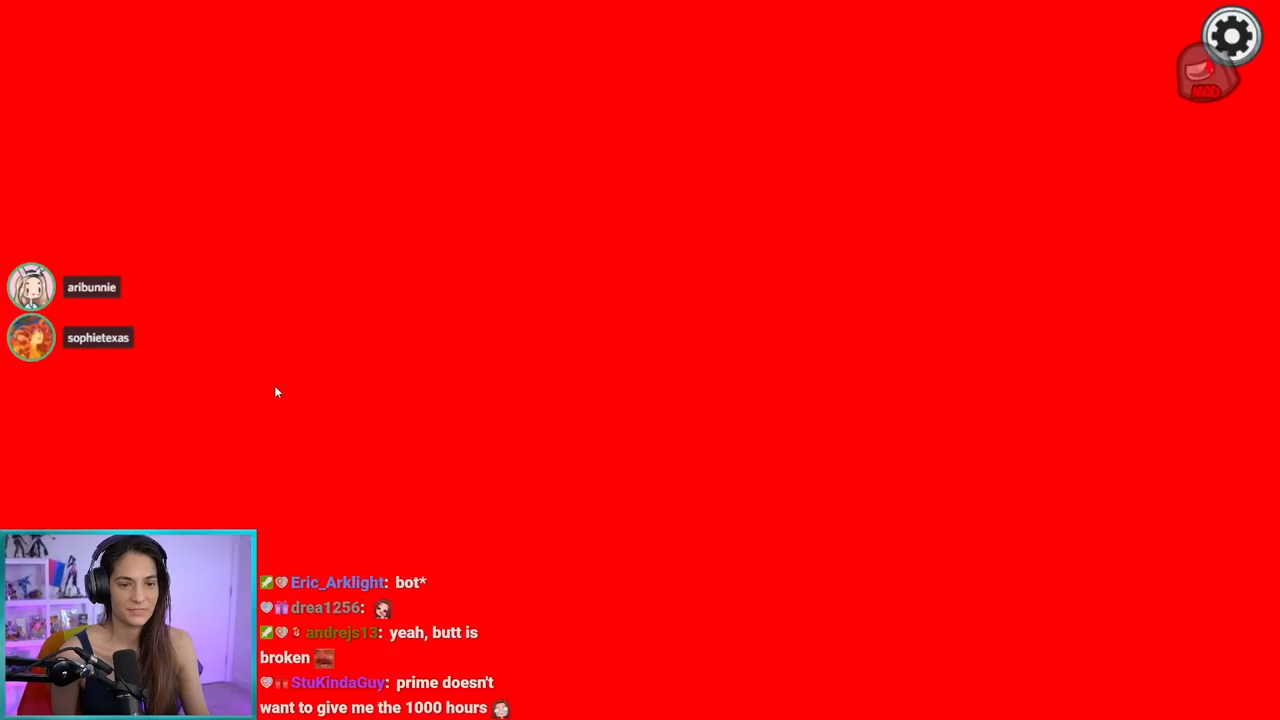 MOD
aribunnie
sophietexas
Eric_Arklight: bot*
drea1256:
andrejs13: yeah, butt is
broken
StuKindaGuy: prime doesn't
want to give me the 1000 hours